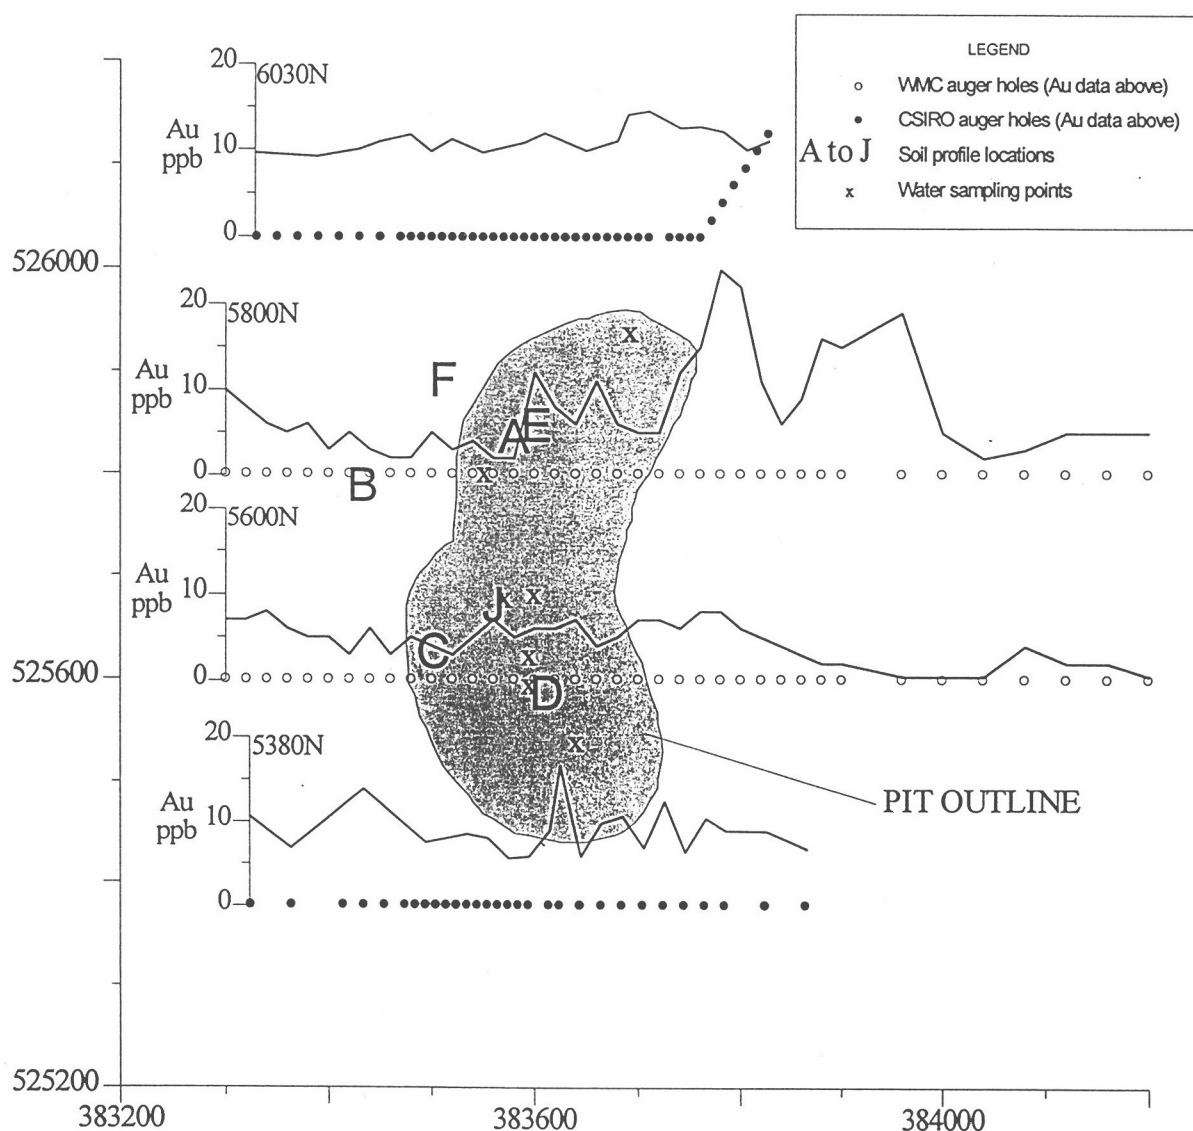 LEGEND
o WMC auger holes (Au data above)
• CSIRO auger holes (Au data above)
A to J Soil profile locations
x Water sampling points
20
6030N
Au
ppb
10
0
526000
20
5800N
x
F
Au
ppb
10
A
E
0
x
B
20
5600N
Au
ppb
10
J
x
x
C
x
525600
0
x
D
20
5380N
x
Au
ppb
10
PIT OUTLINE
0
525200
383200
383600
384000